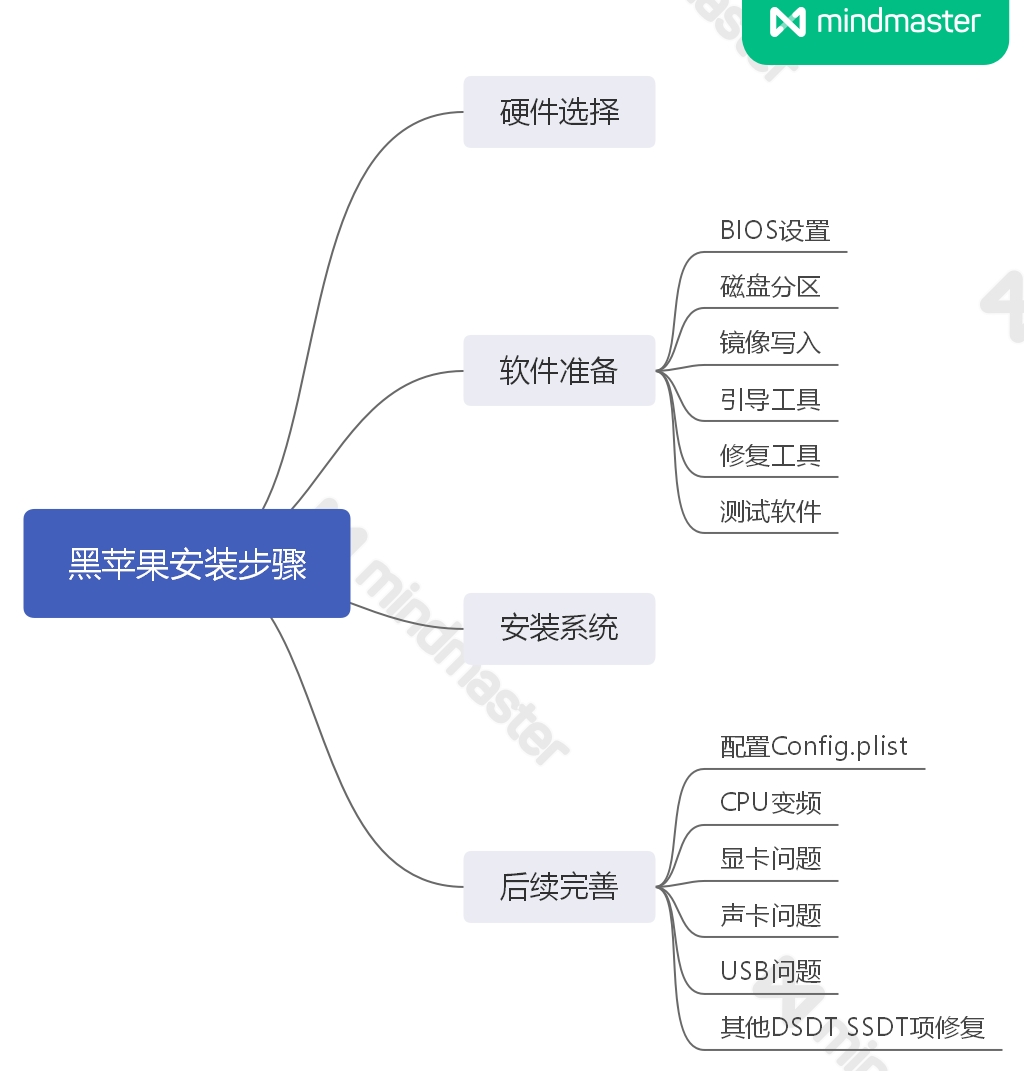 mindmaster
硬件选择
BIOS设置
磁盘分区
镜像写入
软件准备
引导工具
修复工具
测试软件
黑苹果安装步骤
mindmaster
安装系统
配置Config.plist
CPU变频
显卡问题
后续完善
声卡问题
USB问题
其他DSDT SSDT项修复